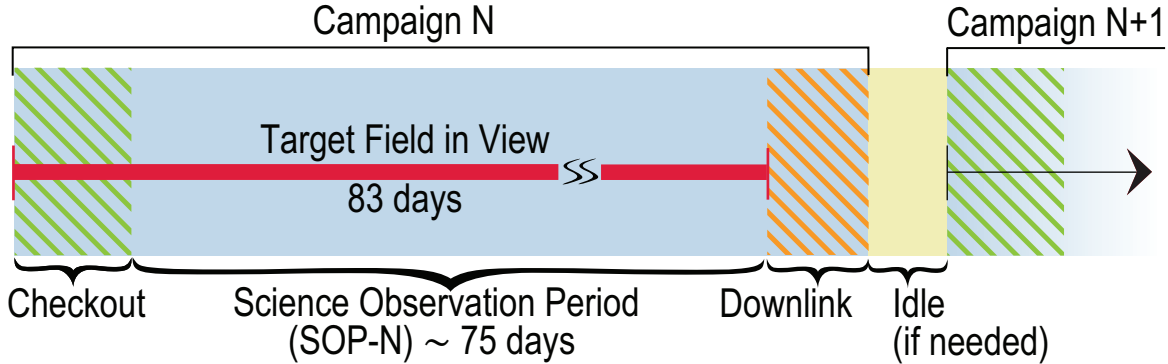 Campaign N
Campaign N+1
Target Field in View
83 days
Checkout
Science Observation Period
(SOP-N) ~ 75 days
Downlink
Idle
(if needed)